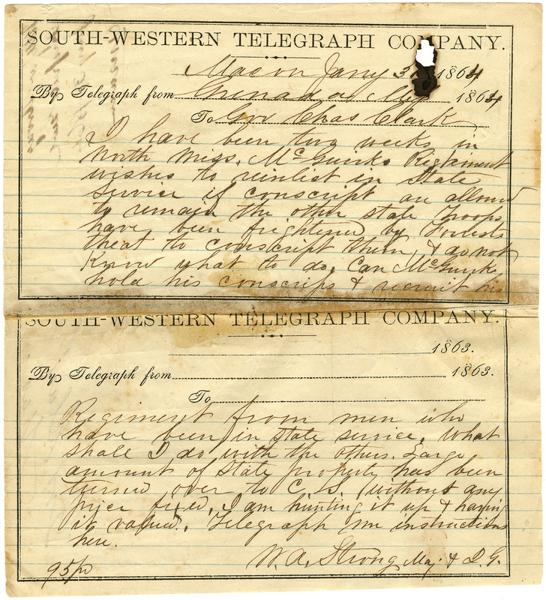 SOUTH-WESTERN TELEGRAPH COMPANY.
Macon Jany 1864
By Telegraph from Grenada Mi 1864
To Gov Chas Clark
I have been two weeks in
North Miss. McGuirks Regiment
wishes to reinlist in State
Service if conscript are allowed
to remain the other state troops
have been frightened by Forrests
threat to conscript them, & do not
Know what to do. Can McGuirk
hold his conscrips & recruit his
SOUTH-WESTERN TELEGRAPH COMPANY.
1863.
By Telegraph from 1863.
To
Regiment from men who
have been in State service. What
shall I do with the others. Large
amount of State property has been
turned over to C.S. (without any
price fixed. I am hunting it up & having
it valued. Telegraph me instructions
here.
W.A. Strong Maj &
95 pd